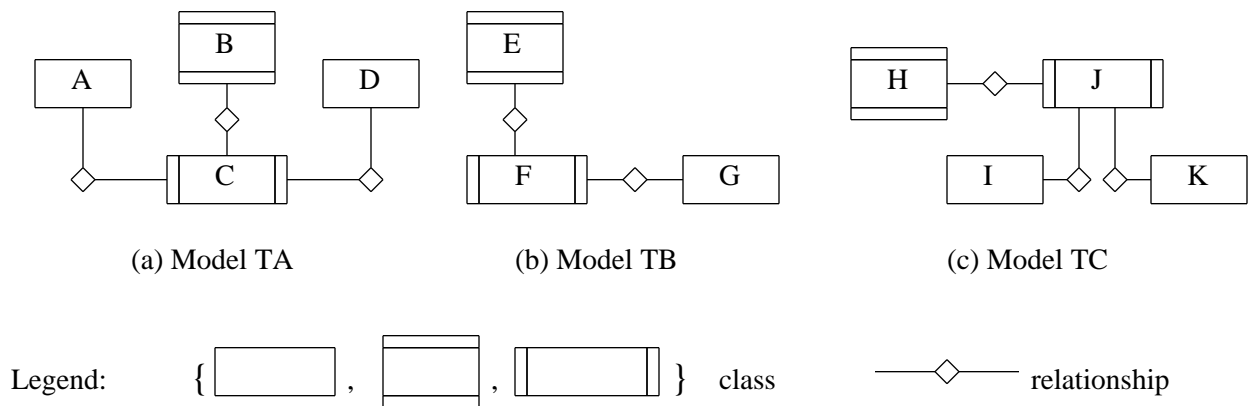 B
E
A
D
H
J
C
F
G
I
K
(a) Model TA
(b) Model TB
(c) Model TC
Legend: { , , } class relationship